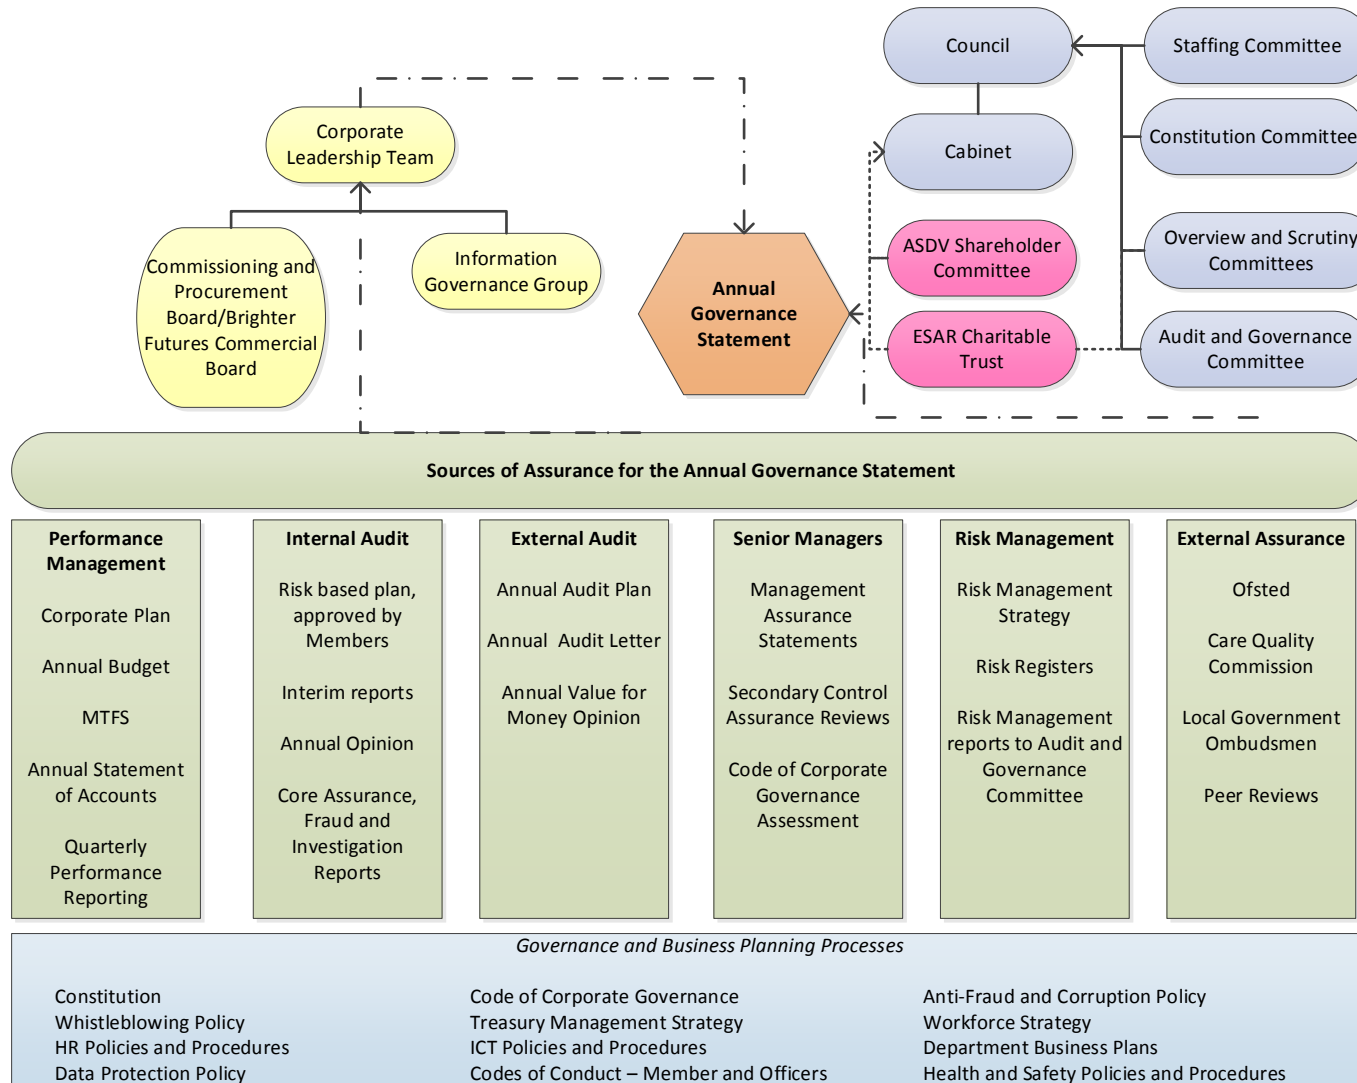 Council
Staffing Committee
Corporate
Leadership Team
Cabinet
Constitution Committee
Commissioning and
Procurement
Board/Brighter
Futures Commercial
Board
Information
Governance Group
Annual
Governance
Statement
ASDV Shareholder
Committee
Overview and Scrutiny
Committees
ESAR Charitable
Trust
Audit and Governance
Committee
Sources of Assurance for the Annual Governance Statement
Performance
Management
Corporate Plan
Annual Budget
MTFS
Annual Statement
of Accounts
Quarterly
Performance
Reporting
Internal Audit
Risk based plan,
approved by
Members
Interim reports
Annual Opinion
Core Assurance,
Fraud and
Investigation
Reports
External Audit
Annual Audit Plan
Annual Audit Letter
Annual Value for
Money Opinion
Senior Managers
Management
Assurance
Statements
Secondary Control
Assurance Reviews
Code of Corporate
Governance
Assessment
Risk Management
Risk Management
Strategy
Risk Registers
Risk Management
reports to Audit and
Governance
Committee
External Assurance
Ofsted
Care Quality
Commission
Local Government
Ombudsmen
Peer Reviews
Governance and Business Planning Processes
Constitution
Whistleblowing Policy
HR Policies and Procedures
Data Protection Policy
Code of Corporate Governance
Treasury Management Strategy
ICT Policies and Procedures
Codes of Conduct – Member and Officers
Anti-Fraud and Corruption Policy
Workforce Strategy
Department Business Plans
Health and Safety Policies and Procedures